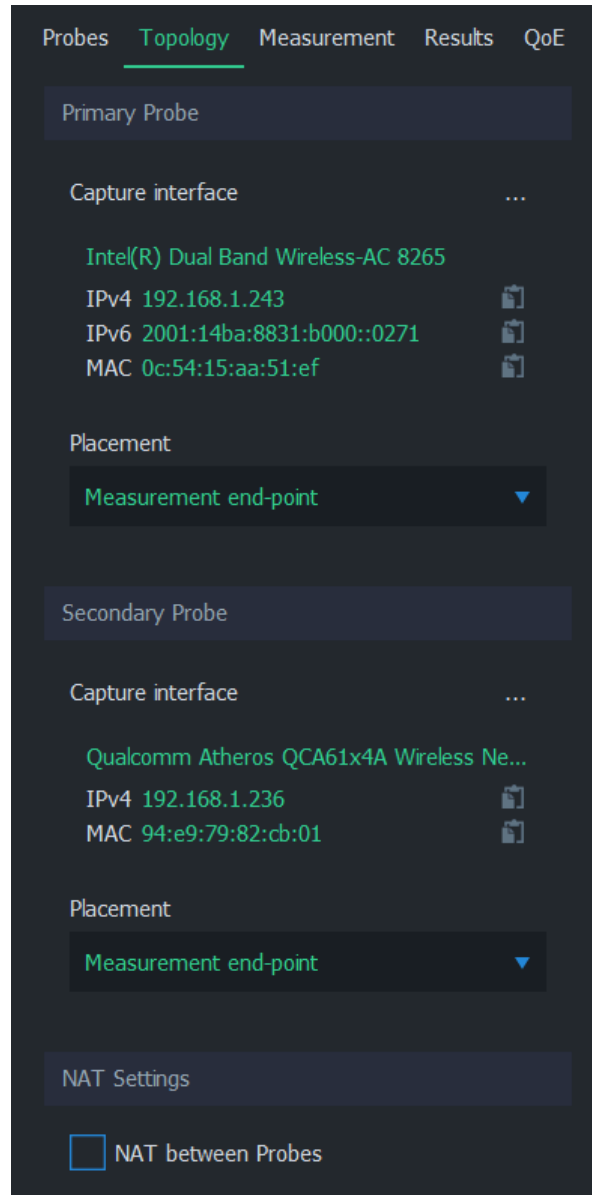 Probes Topology Measurement Results QoE
Primary Probe
Capture interface ...
Intel(R) Dual Band Wireless-AC 8265
IPv4 192.168.1.243
IPv6 2001:14ba:8831:b000::0271
MAC 0c:54:15:aa:51:ef
Placement
Measurement end-point
Secondary Probe
Capture interface ...
Qualcomm Atheros QCA61x4A Wireless Ne...
IPv4 192.168.1.236
MAC 94:e9:79:82:cb:01
Placement
Measurement end-point
NAT Settings
NAT between Probes